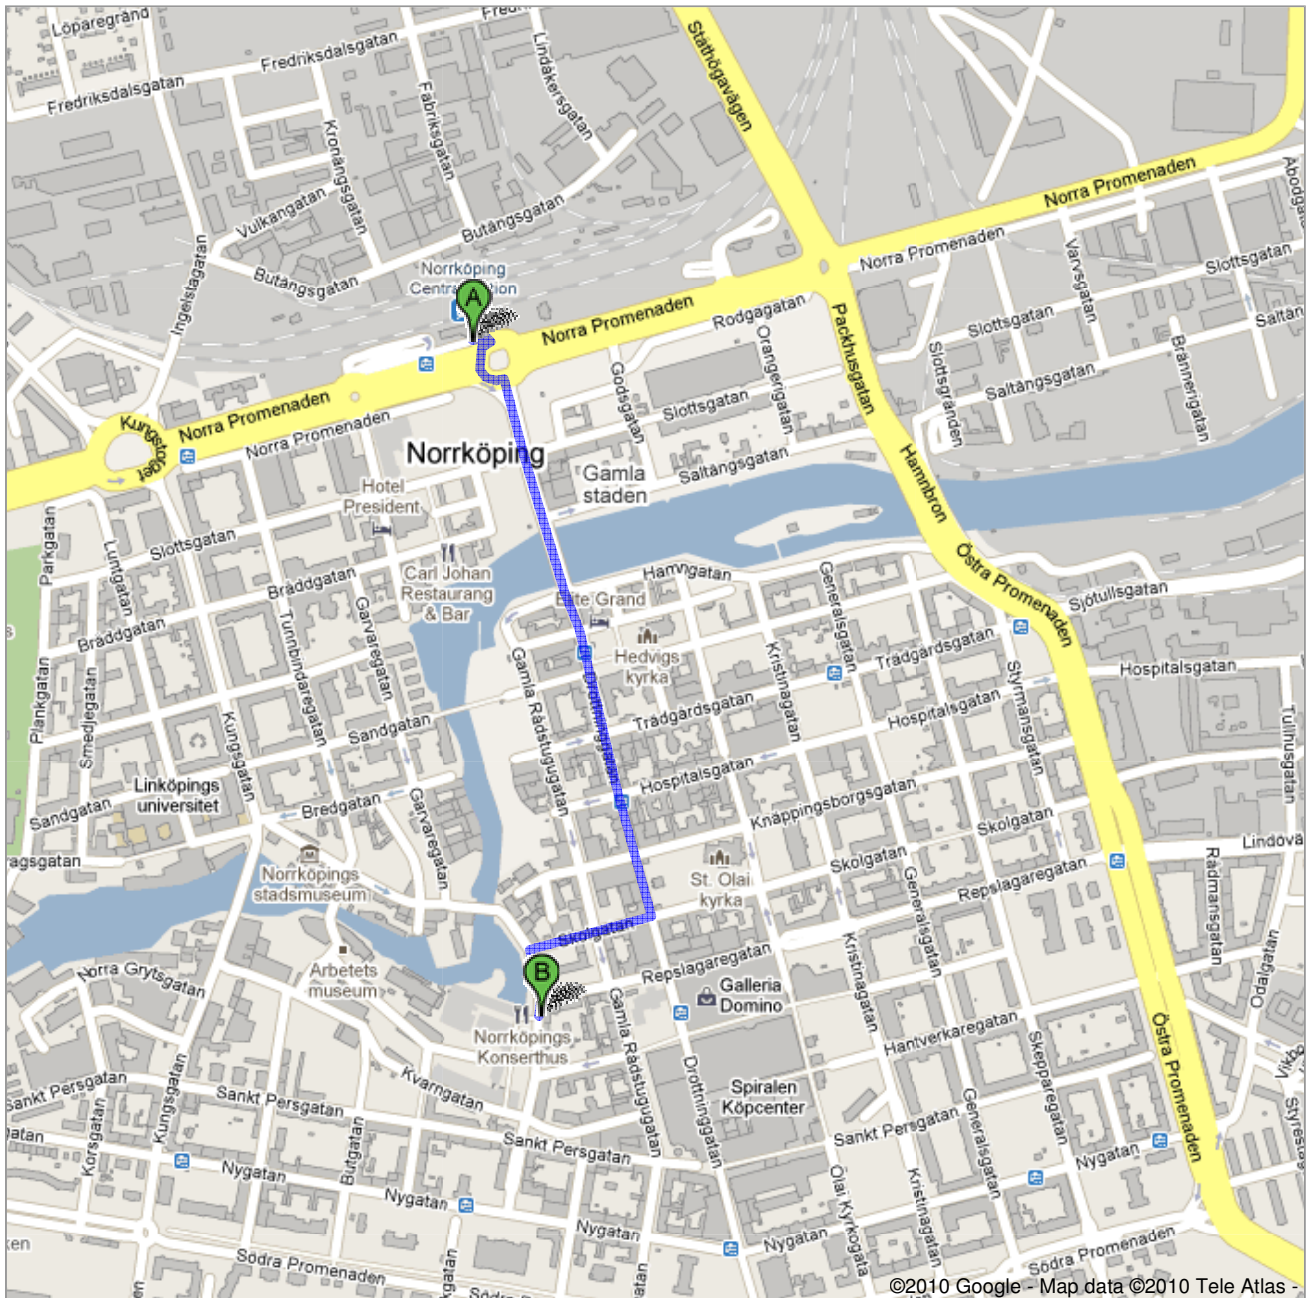 Löparegränd
Fredriksdalsgatan
Fredriksdalsgatan
Lindåkersgatan
Fabriksgatan
Kronängsgatan
Stäthögavägen
Norra Promenaden
Vulkangatan
Butängsgatan
Butängsgatan
Ingelstagatan
Norrköping
Norra Promenaden
Varvsgatan
Slottsgatan
A
Norra Promenaden
Rodgagatan
Packhusgatan
Slottsgatan
Orangerigatan
Godsgatan
Slottsgränden
Saltängsgatan
Brännerigatan
Kungstorget
Norra Promenaden
Norra Promenaden
Slottsgatan
Norrköping
Gamla
staden
Saltängsgatan
Hamnbron
Hotel
President
Parkgatan
Luntgatan
Slottsgatan
Bråddgatan
Carl Johan
Restaurang
& Bar
Hamngatan
Generalsgatan
Östra Promenaden
Sjötullsgatan
Bråddgatan
Tunnbindaregatan
Garvaregatan
Hedvigs
kyrka
Gamla Rådstugugatan
Kristinagatan
Trädgårdsgatan
Hospitalsgatan
Styrmansgatan
Plankgatan
Smedjegatan
Kungsgatan
Sandgatan
Drottninggatan
Trädgårdsgatan
Hospitalsgatan
Tullhusgatan
Linköpings
universitet
Hospitalsgatan
Sandgatan
Bredgatan
Garvaregatan
Knäppingsborgsgatan
Skolgatan
Norrköpings
stadsmuseum
St. Olai
kyrka
Skolgatan
Generalsgatan
Repslagaregatan
Rådmansgatan
Skolgatan
Kristinagatan
Odalgatan
B
Repslagaregatan
Norra Grytsgatan
Arbetets
museum
Galleria
Domino
Norrköpings
Konserthus
Gamla Rådstugugatan
Hantverkaregatan
Skepparegatan
Östra Promenaden
Kvarngatan
Drottninggatan
Spiralen
Köpcenter
Sankt Persgatan
Sankt Persgatan
Korsgatan
Kungsgatan
Sankt Persgatan
Sankt Persgatan
Generalsgatan
Nygatan
Butgatan
Nygatan
Nygatan
Olai Kyrkogata
Kristinagatan
Nygatan
Nygatan
Södra Promenaden
Södra Promenaden
©2010 Google - Map data ©2010 Tele Atlas -